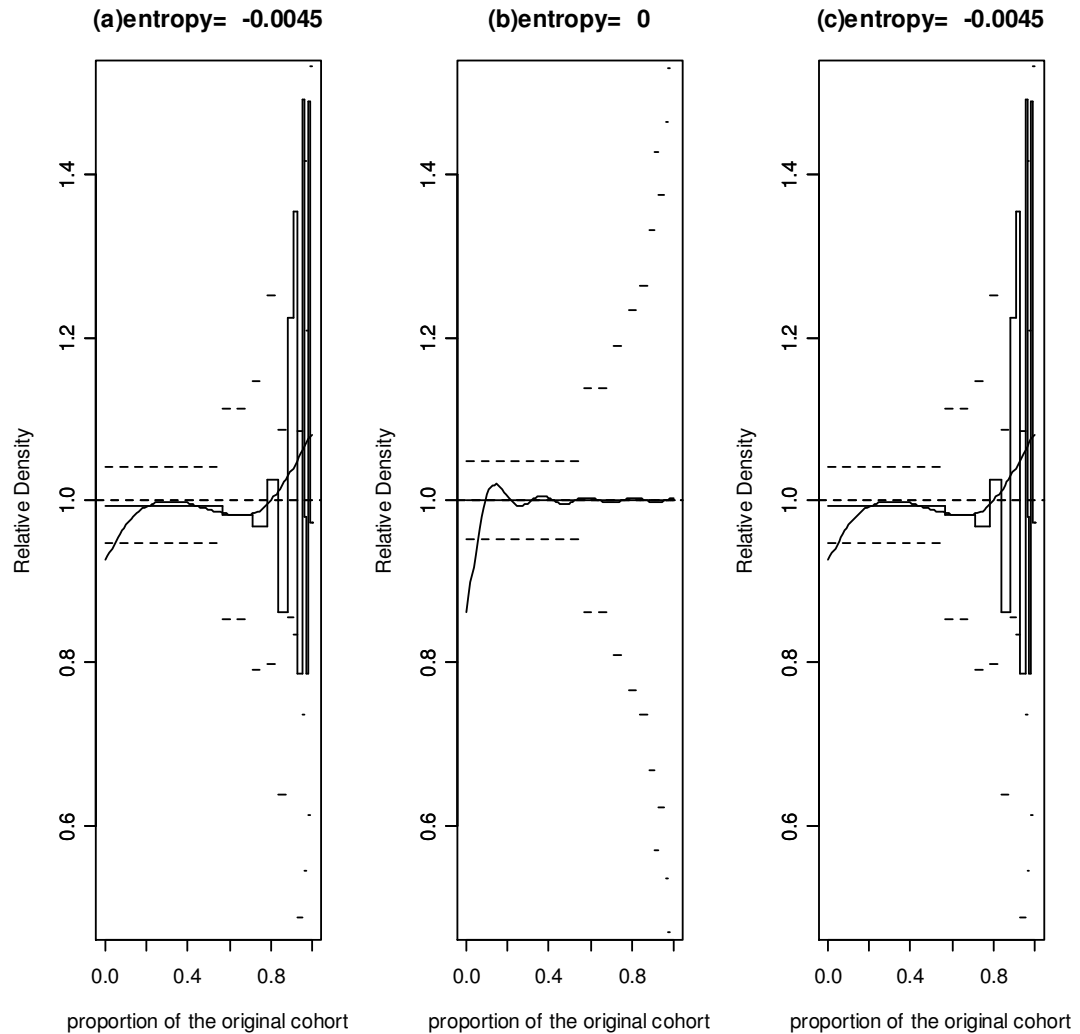 (a)entropy= -0.0045
Relative Density
0.6 0.8 1.0 1.2 1.4
0.0 0.4 0.8
proportion of the original cohort
(b)entropy= 0
Relative Density
0.6 0.8 1.0 1.2 1.4
0.0 0.4 0.8
proportion of the original cohort
(c)entropy= -0.0045
Relative Density
0.6 0.8 1.0 1.2 1.4
0.0 0.4 0.8
proportion of the original cohort